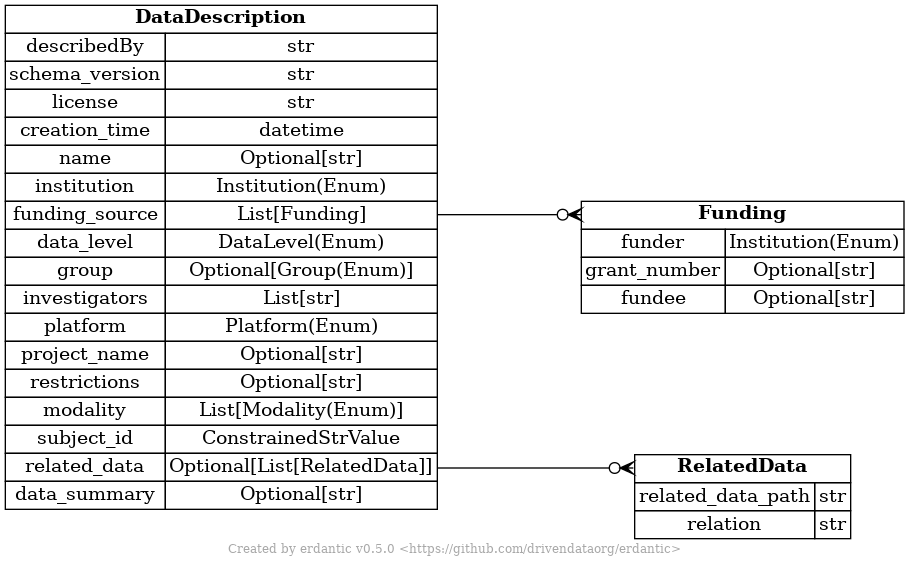 DataDescription
describedBy str
schema_version str
license str
creation_time datetime
name Optional[str]
institution Institution(Enum)
funding_source List[Funding]
data_level DataLevel(Enum)
group Optional[Group(Enum)]
investigators List[str]
platform Platform(Enum)
project_name Optional[str]
restrictions Optional[str]
modality List[Modality(Enum)]
subject_id ConstrainedStrValue
related_data Optional[List[RelatedData]]
data_summary Optional[str]
Funding
funder Institution(Enum)
grant_number Optional[str]
fundee Optional[str]
RelatedData
related_data_path str
relation str
Created by erdantic v0.5.0 <https://github.com/drivendataorg/erdantic>